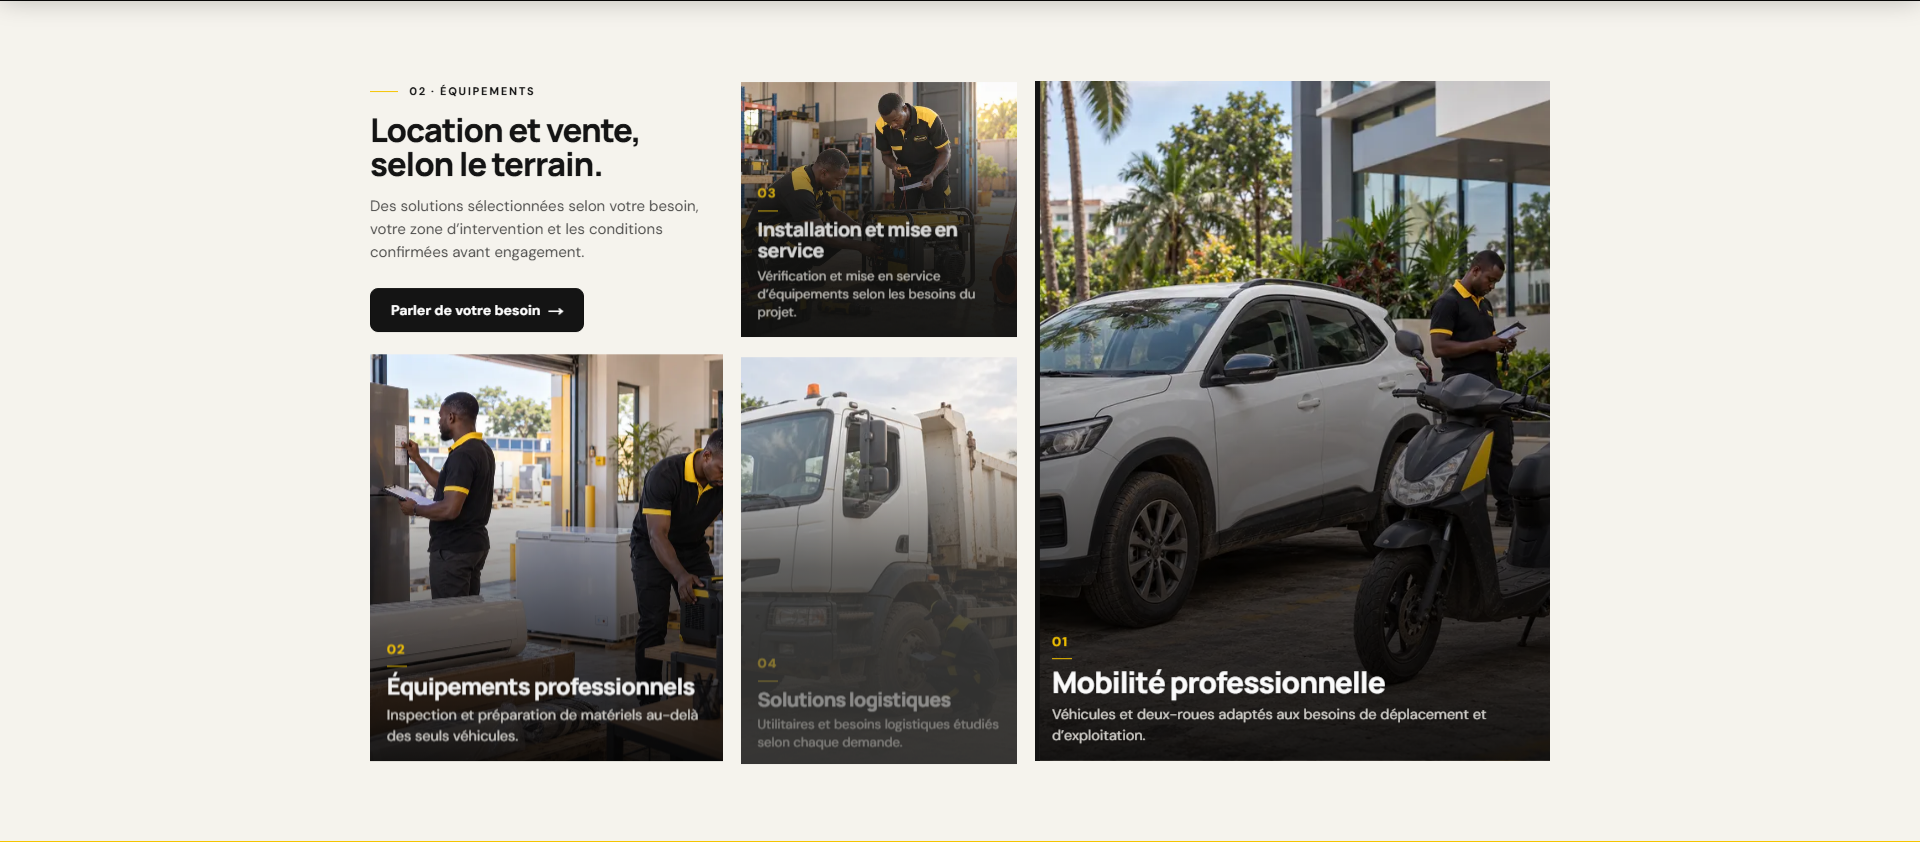 02 · ÉQUIPEMENTS
Location et vente,
selon le terrain.
Des solutions sélectionnées selon votre besoin,
votre zone d’intervention et les conditions
confirmées avant engagement.
Parler de votre besoin →
03
Installation et mise en
service
Vérification et mise en service
d’équipements selon les besoins du
projet.
02
Équipements professionnels
Inspection et préparation de matériels au-delà
des seuls véhicules.
04
Solutions logistiques
Utilitaires et besoins logistiques étudiés
selon chaque demande.
01
Mobilité professionnelle
Véhicules et deux-roues adaptés aux besoins de déplacement et
d’exploitation.